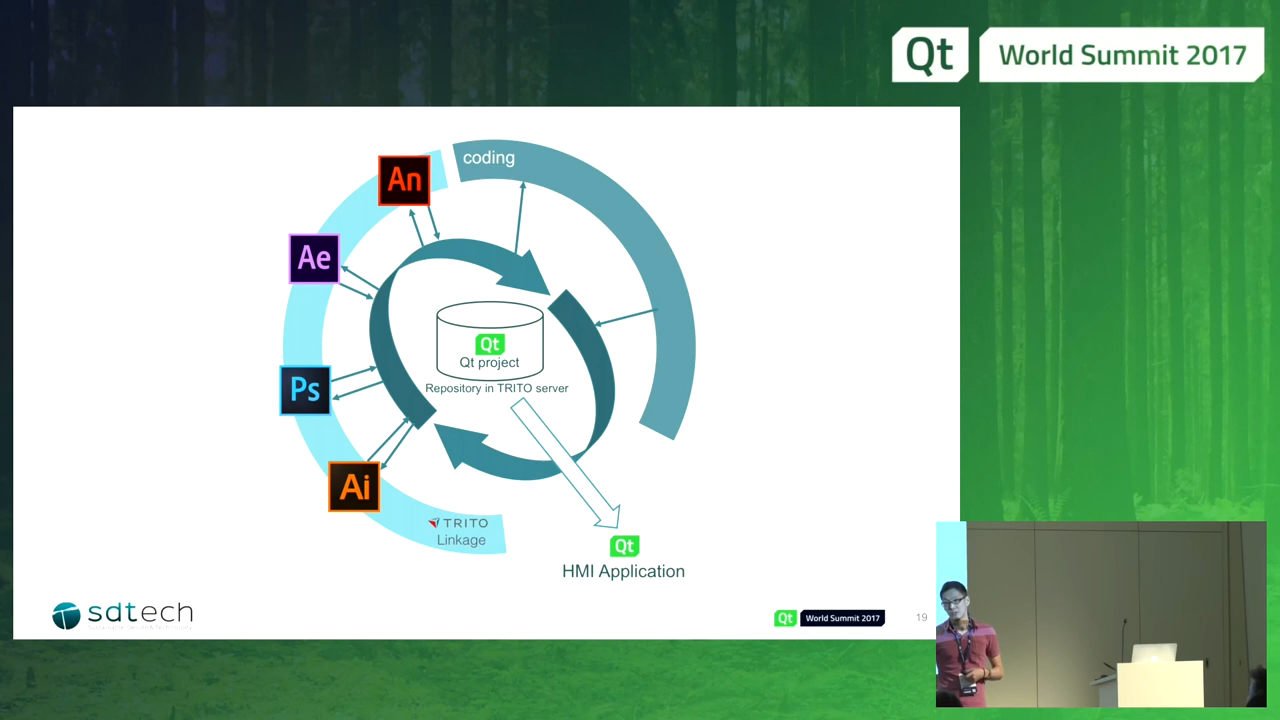 Qt World Summit 2017
coding
An
Ae
Qt
Qt project
Ps
Repository in TRITO server
Ai
TRITO
Linkage
Qt
HMI Application
sdtech
Qt World Summit 2017
19